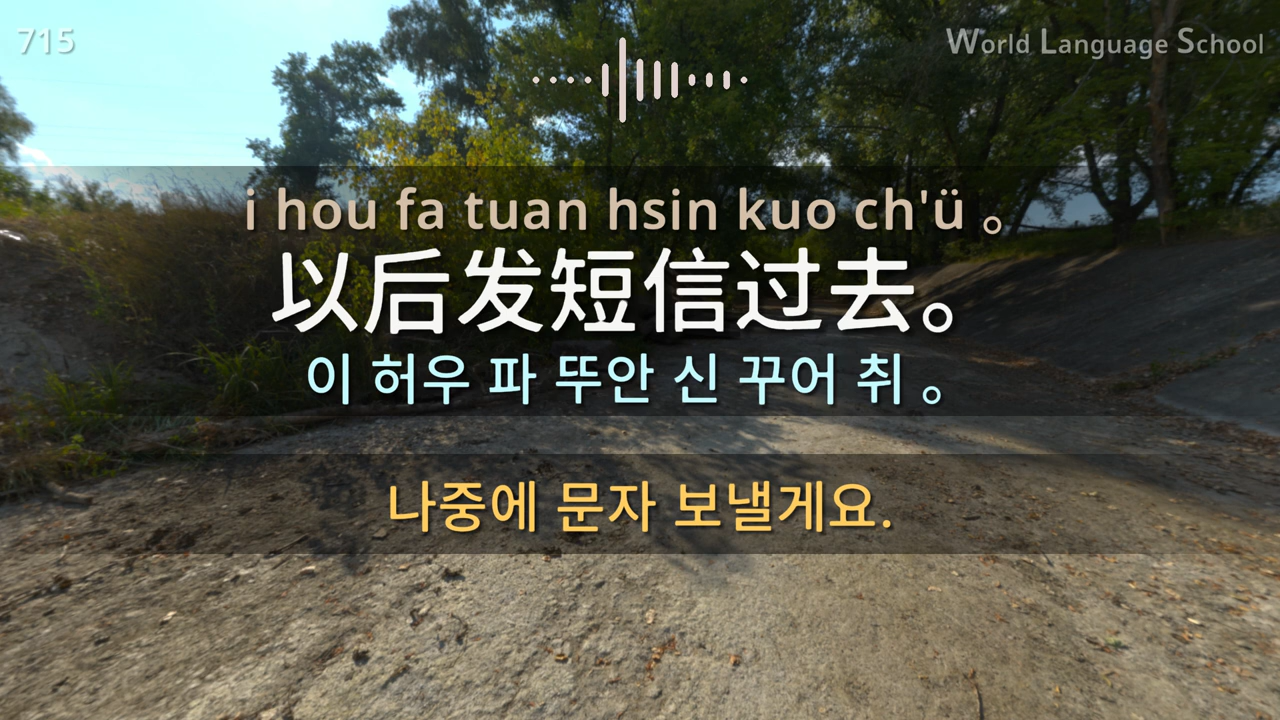 715
World Language School
i hou fa tuan hsin kuo ch'ü 。
以后发短信过去。
이 허우 파 뚜안 신 꾸어 취 。
나중에 문자 보낼게요.